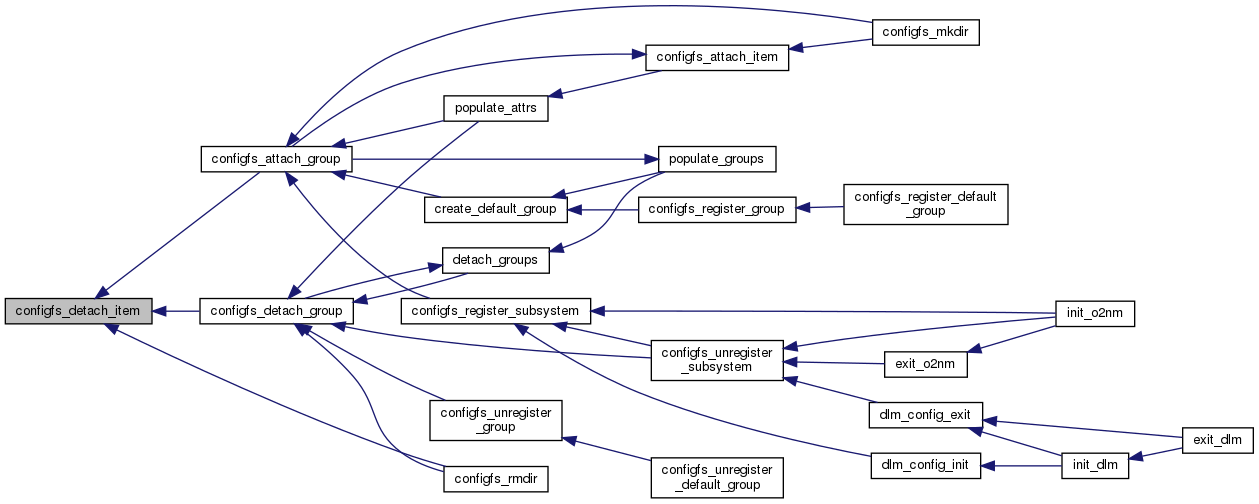 configfs_mkdir
configfs_attach_item
populate_attrs
configfs_attach_group
populate_groups
configfs_register_default
_group
create_default_group
configfs_register_group
detach_groups
configfs_detach_item
configfs_detach_group
configfs_register_subsystem
init_o2nm
configfs_unregister
_subsystem
exit_o2nm
configfs_unregister
_group
dlm_config_exit
exit_dlm
dlm_config_init
init_dlm
configfs_unregister
_default_group
configfs_rmdir